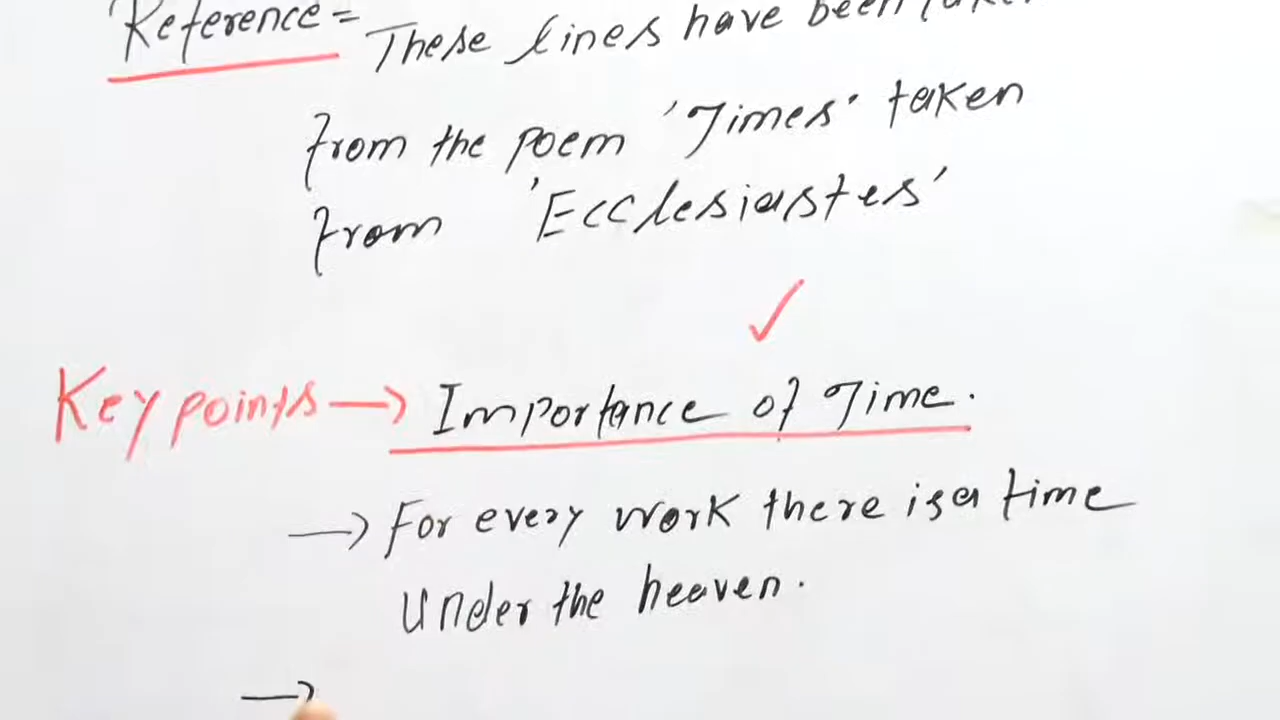 Reference = These lines have been taken
from the poem 'Times' taken
from 'Ecclesiastes'
Key points → Importance of Time.
→ For every work there is a time
Under the heaven.
→